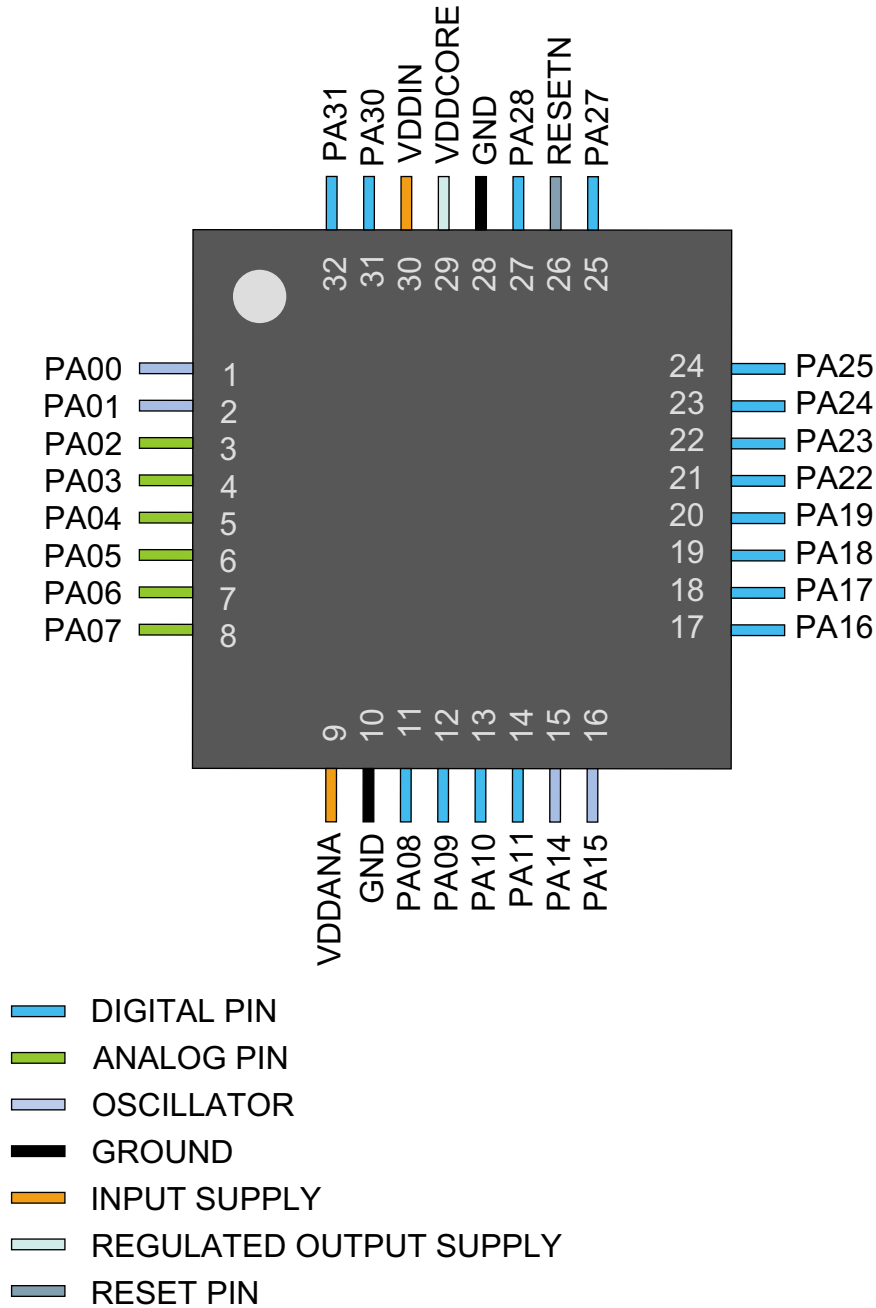 PA31
PA30
VDDIN
VDDCORE
GND
PA28
RESETN
PA27
32
31
30
29
28
27
26
25
PA00
1
24
PA25
PA01
2
23
PA24
PA02
3
22
PA23
PA03
4
21
PA22
PA04
5
20
PA19
PA05
6
19
PA18
PA06
7
18
PA17
PA07
8
17
PA16
9
10
11
12
13
14
15
16
VDDANA
GND
PA08
PA09
PA10
PA11
PA14
PA15
DIGITAL PIN
ANALOG PIN
OSCILLATOR
GROUND
INPUT SUPPLY
REGULATED OUTPUT SUPPLY
RESET PIN